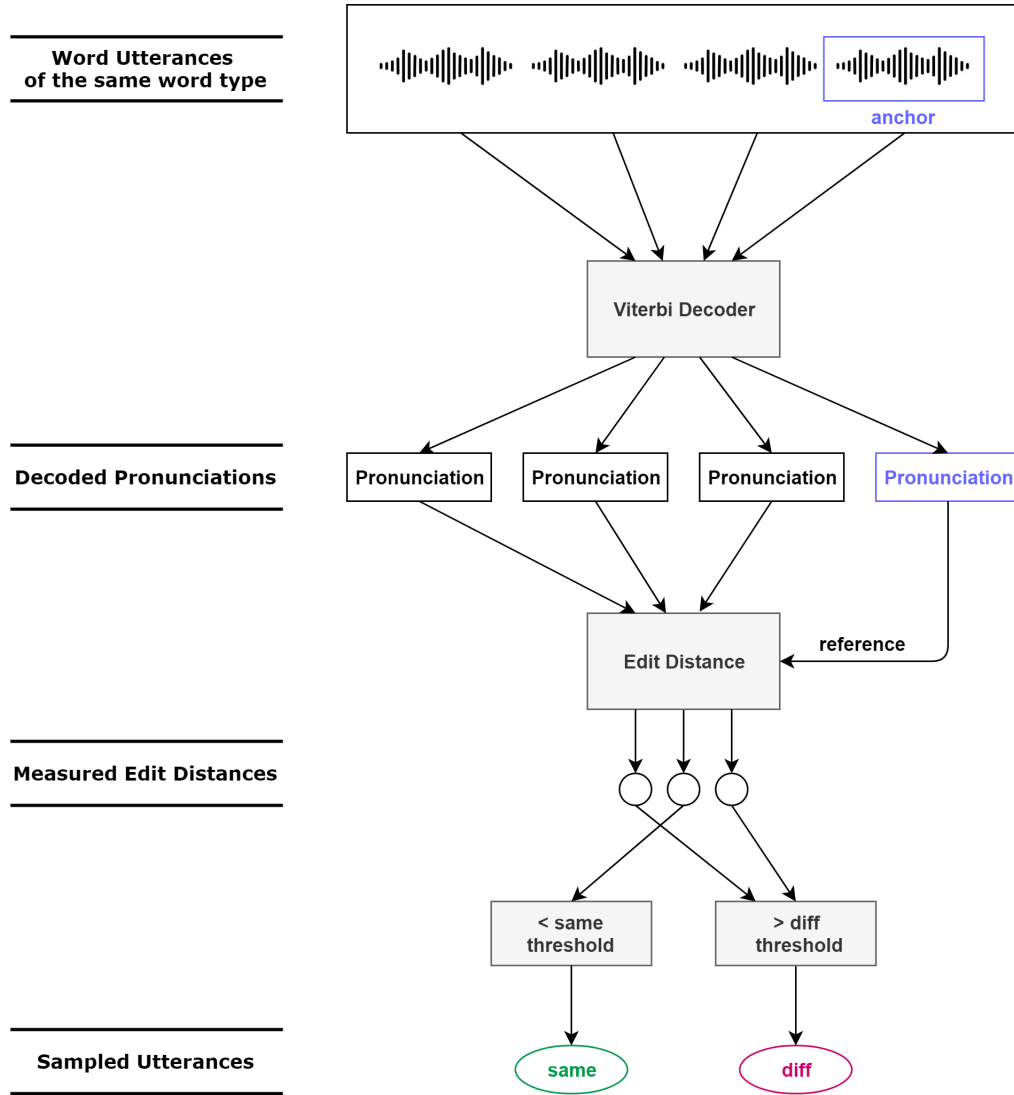 Word Utterances
of the same word type
anchor
Viterbi Decoder
Decoded Pronunciations
Pronunciation
Pronunciation
Pronunciation
Pronunciation
reference
Edit Distance
Measured Edit Distances
< same
threshold
> diff
threshold
Sampled Utterances
same
diff